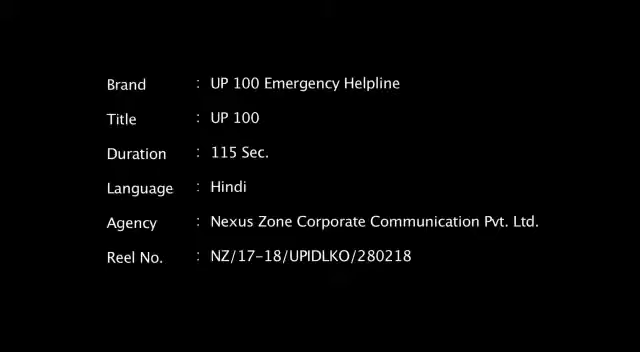 Brand : UP 100 Emergency Helpline
Title : UP 100
Duration : 115 Sec.
Language : Hindi
Agency : Nexus Zone Corporate Communication Pvt. Ltd.
Reel No. : NZ/17-18/UPIDLKO/280218